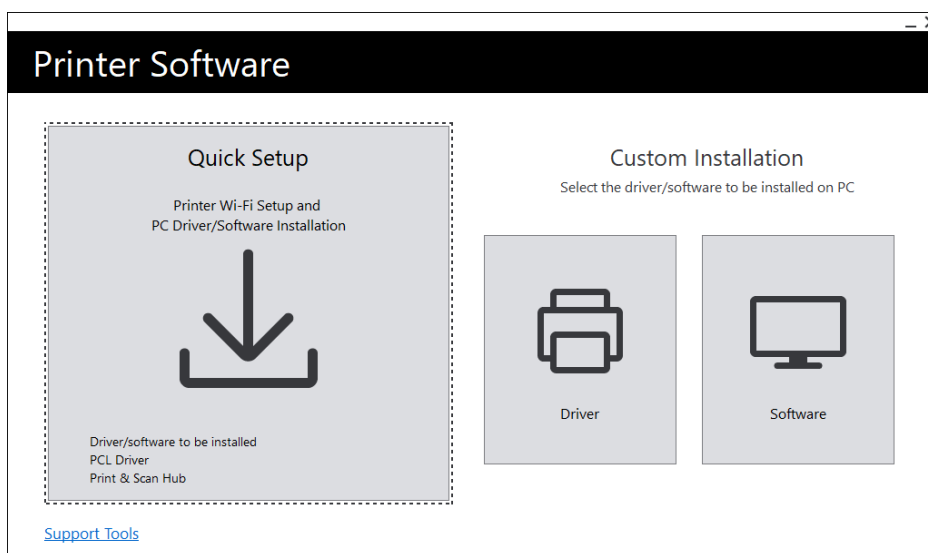 Printer Software
Quick Setup
Printer Wi-Fi Setup and
PC Driver/Software Installation
Driver/software to be installed
PCL Driver
Print & Scan Hub
Custom Installation
Select the driver/software to be installed on PC
Driver
Software
Support Tools